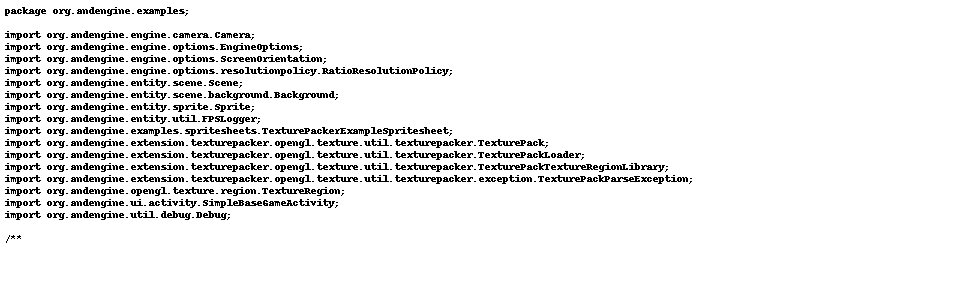 package org.andengine.examples;

import org.andengine.engine.camera.Camera;
import org.andengine.engine.options.EngineOptions;
import org.andengine.engine.options.ScreenOrientation;
import org.andengine.engine.options.resolutionpolicy.RatioResolutionPolicy;
import org.andengine.entity.scene.Scene;
import org.andengine.entity.scene.background.Background;
import org.andengine.entity.sprite.Sprite;
import org.andengine.entity.util.FPSLogger;
import org.andengine.examples.spritesheets.TexturePackerExampleSpritesheet;
import org.andengine.extension.texturepacker.opengl.texture.util.texturepacker.TexturePack;
import org.andengine.extension.texturepacker.opengl.texture.util.texturepacker.TexturePackLoader;
import org.andengine.extension.texturepacker.opengl.texture.util.texturepacker.TexturePackTextureRegionLibrary;
import org.andengine.extension.texturepacker.opengl.texture.util.texturepacker.exception.TexturePackParseException;
import org.andengine.opengl.texture.region.TextureRegion;
import org.andengine.ui.activity.SimpleBaseGameActivity;
import org.andengine.util.debug.Debug;

/**